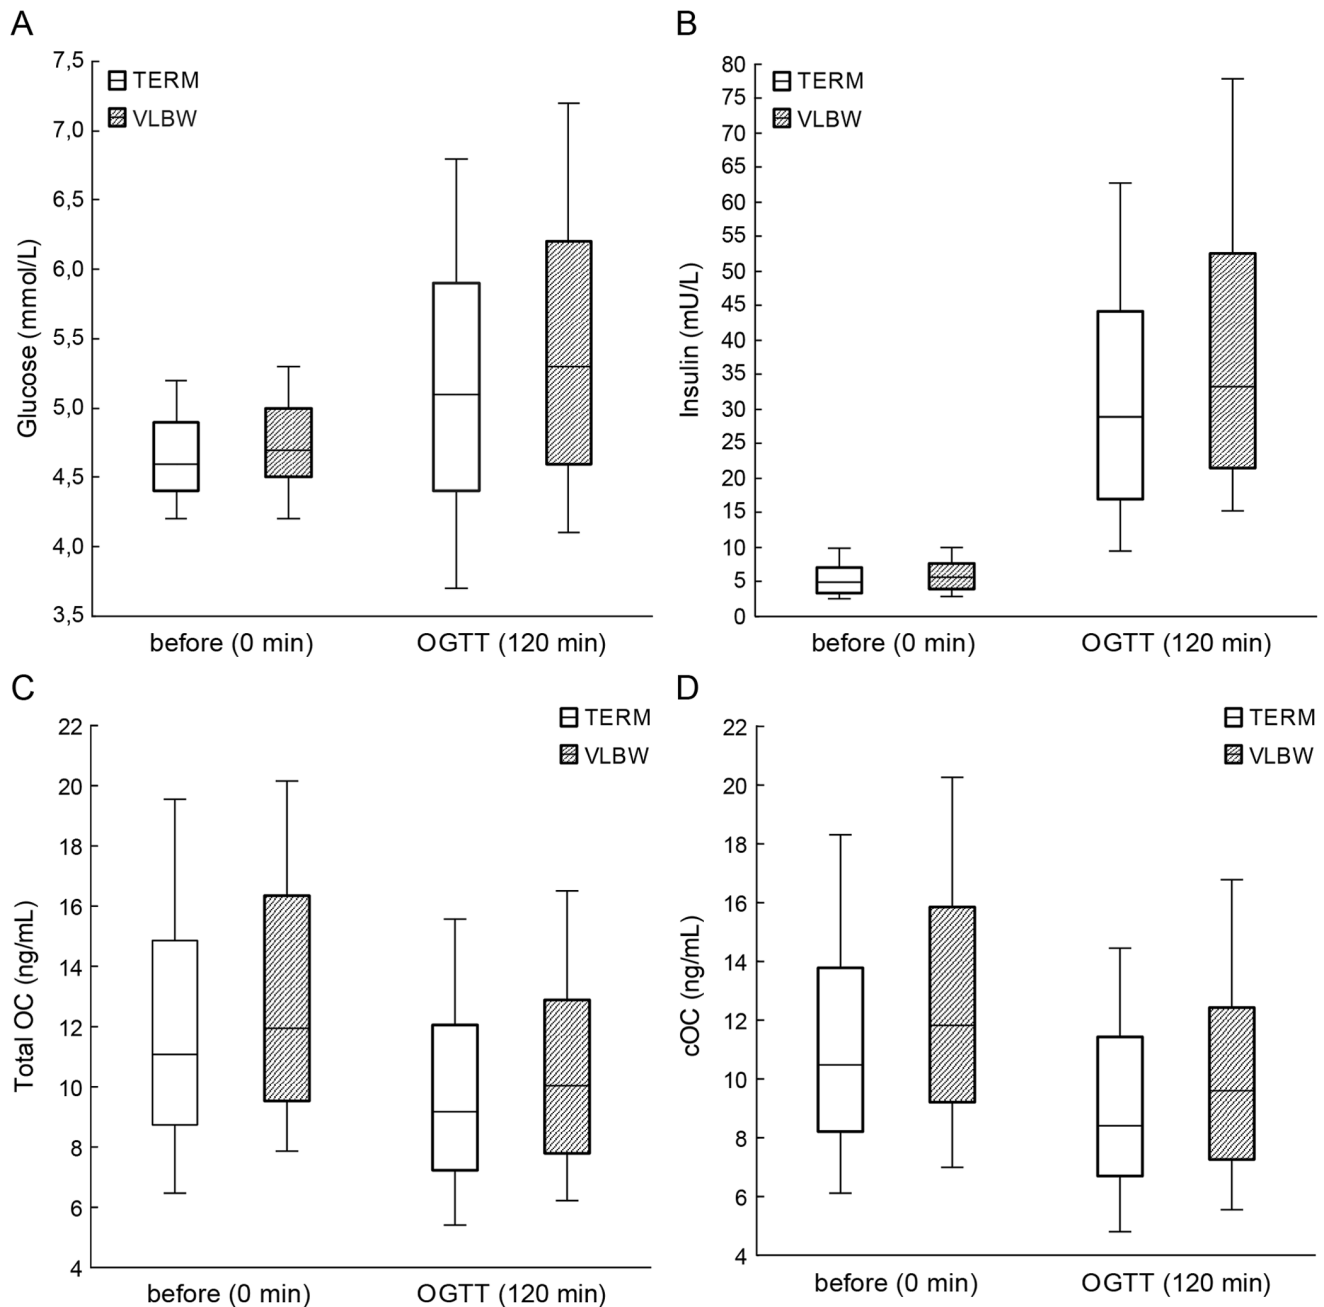 A
7,5
7,0
6,5
6,0
5,5
5,0
4,5
4,0
3,5
Glucose (mmol/L)
TERM
VLBW
before (0 min) OGTT (120 min)
B
80
75
70
65
60
55
50
45
40
35
30
25
20
15
10
5
0
Insulin (mU/L)
TERM
VLBW
before (0 min) OGTT (120 min)
C
22
20
18
16
14
12
10
8
6
4
Total OC (ng/mL)
TERM
VLBW
before (0 min) OGTT (120 min)
D
22
20
18
16
14
12
10
8
6
4
cOC (ng/mL)
TERM
VLBW
before (0 min) OGTT (120 min)